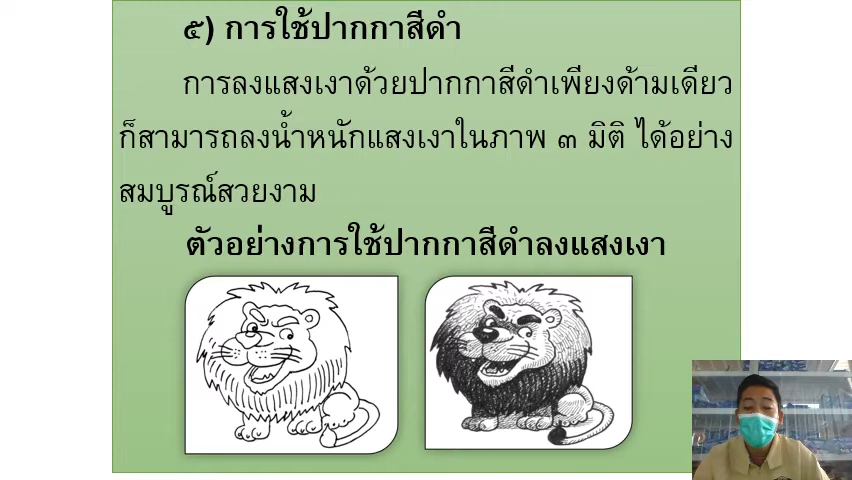 ๕) การใช้ปากกาสีดำ
การลงแสงเงาด้วยปากกาสีดำเพียงด้ามเดียว
ก็สามารถลงน้ำหนักแสงเงาในภาพ ๓ มิติ ได้อย่าง
สมบูรณ์สวยงาม
ตัวอย่างการใช้ปากกาสีดำลงแสงเงา